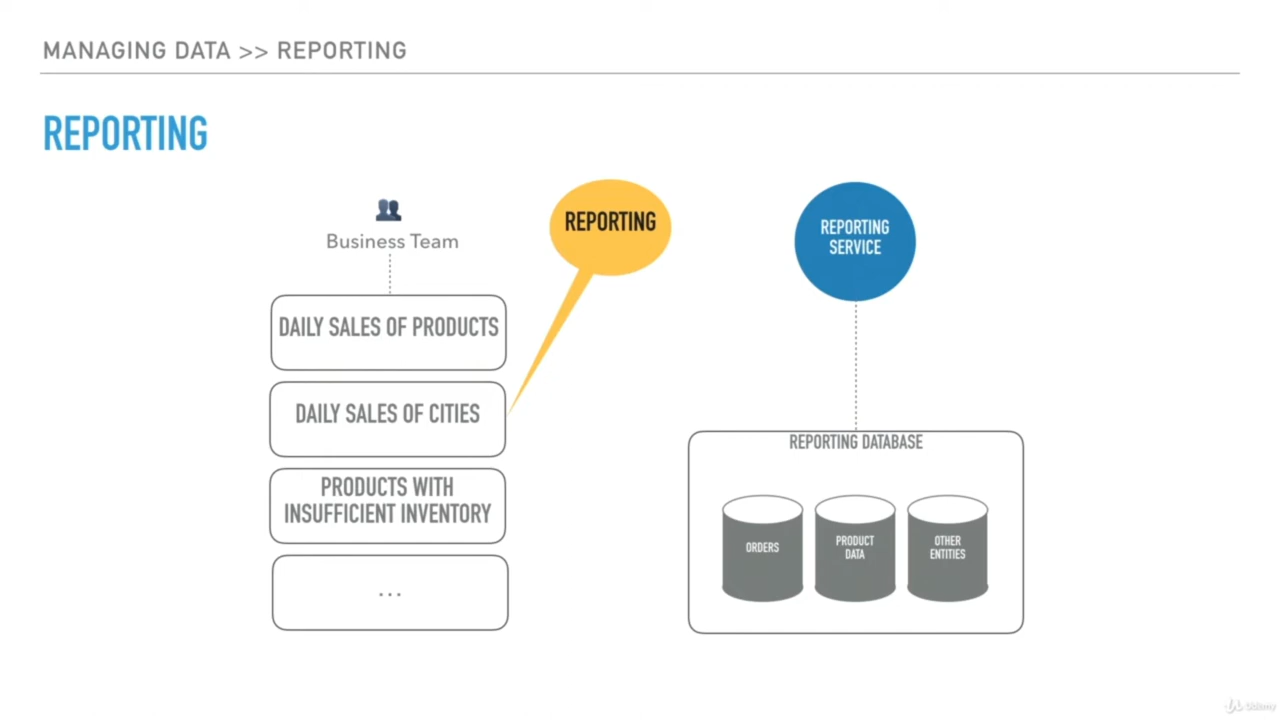 MANAGING DATA >> REPORTING
REPORTING
Business Team
DAILY SALES OF PRODUCTS
DAILY SALES OF CITIES
PRODUCTS WITH
INSUFFICIENT INVENTORY
...
REPORTING
REPORTING
SERVICE
REPORTING DATABASE
ORDERS
PRODUCT
DATA
OTHER
ENTITIES
Udemy